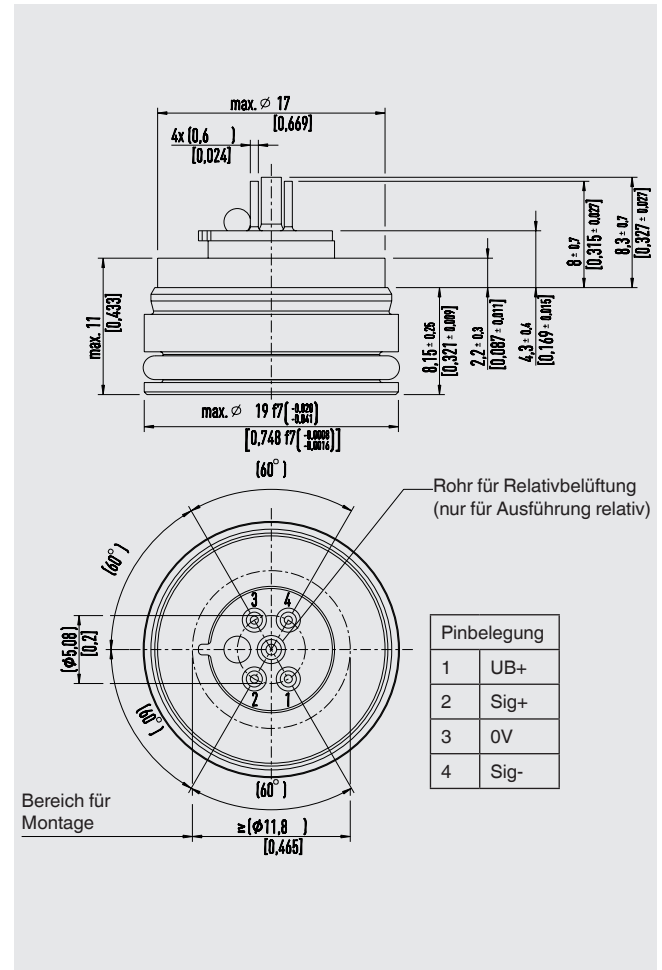 max. ⌀ 17
[0,669]
4x (0,6 )
[0,024]
max. 11
[0,433]
8,15 ± 0,25
[0,321 ± 0,009]
2,2 ± 0,3
[0,087 ± 0,011]
4,3 ± 0,4
[0,169 ± 0,015]
8 ± 0,7
[0,315 ± 0,027]
8,3 ± 0,7
[0,327 ± 0,027]
max. ⌀ 19 f7( -0,020 -0,041 )
[0,748 f7( -0,0008 -0,0016 )]
(60° )
Rohr für Relativbelüftung
(nur für Ausführung relativ)
(60° )
3 4
(⌀5,08)
[0,2]
2 1
(60° )
(60° )
Pinbelegung
1 UB+
2 Sig+
3 0V
4 Sig-
Bereich für
Montage
≥(⌀11,8 )
[0,465]